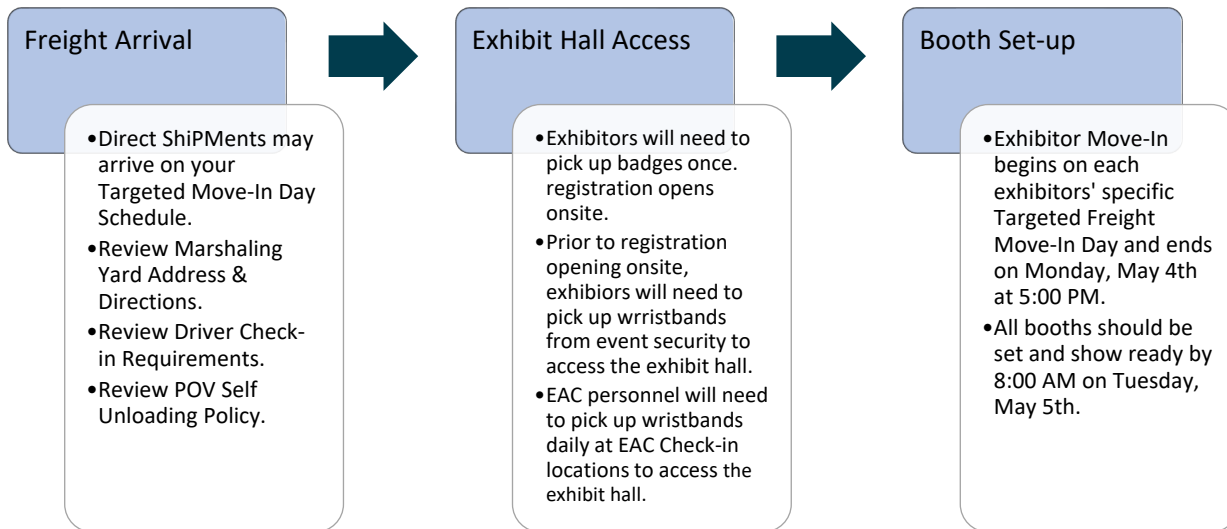 Freight Arrival
•Direct ShiPMents may
arrive on your
Targeted Move-In Day
Schedule.
•Review Marshaling
Yard Address &
Directions.
•Review Driver Check-
in Requirements.
•Review POV Self
Unloading Policy.
Exhibit Hall Access
•Exhibitors will need to
pick up badges once.
registration opens
onsite.
•Prior to registration
opening onsite,
exhibiors will need to
pick up wrristbands
from event security to
access the exhibit hall.
•EAC personnel will need
to pick up wristbands
daily at EAC Check-in
locations to access the
exhibit hall.
Booth Set-up
•Exhibitor Move-In
begins on each
exhibitors' specific
Targeted Freight
Move-In Day and ends
on Monday, May 4th
at 5:00 PM.
•All booths should be
set and show ready by
8:00 AM on Tuesday,
May 5th.